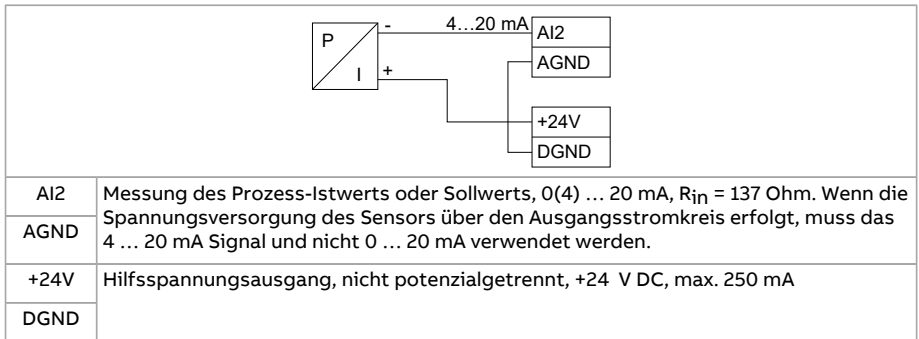 P
I
-
+
4…20 mA
AI2
AGND
+24V
DGND
AI2
AGND
Messung des Prozess-Istwerts oder Sollwerts, 0(4) … 20 mA, Rin = 137 Ohm. Wenn die
Spannungsversorgung des Sensors über den Ausgangsstromkreis erfolgt, muss das
4 … 20 mA Signal und nicht 0 … 20 mA verwendet werden.
+24V
DGND
Hilfsspannungsausgang, nicht potenzialgetrennt, +24 V DC, max. 250 mA